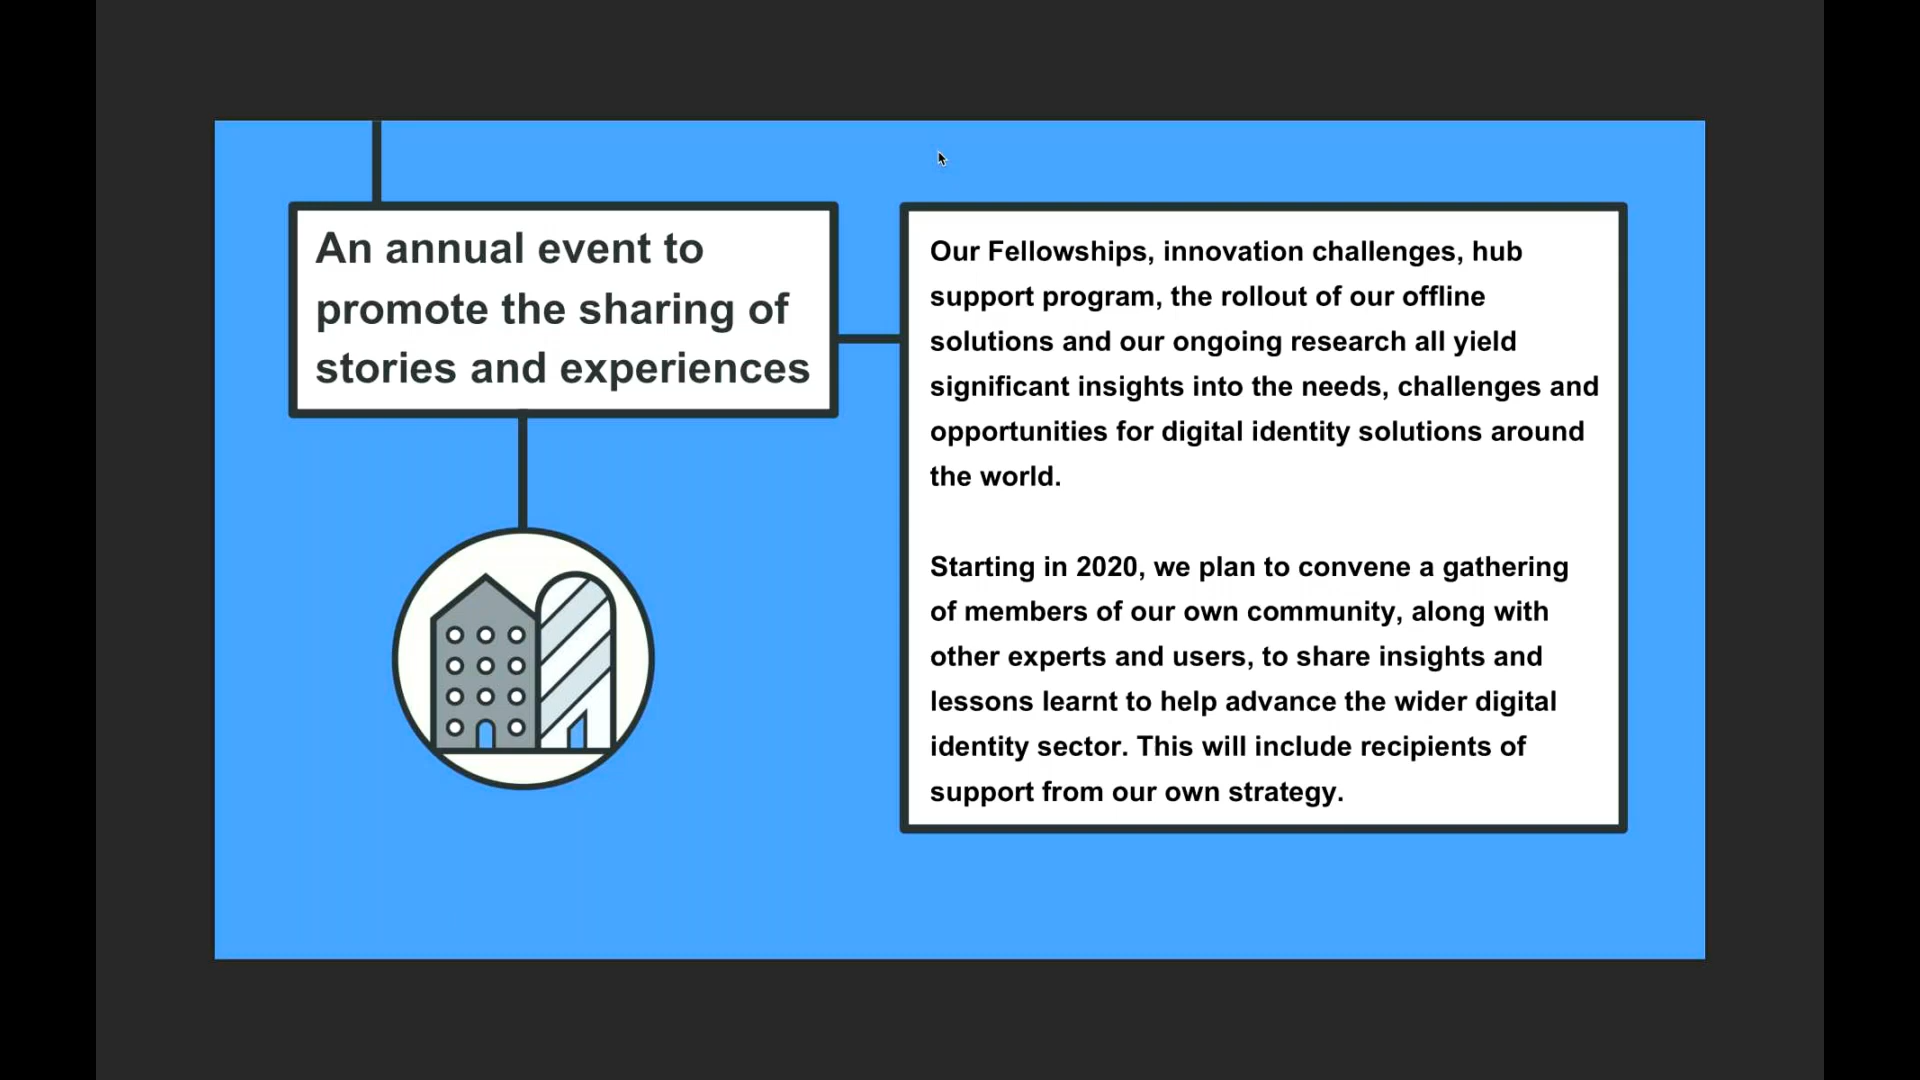 An annual event to
promote the sharing of
stories and experiences
Our Fellowships, innovation challenges, hub
support program, the rollout of our offline
solutions and our ongoing research all yield
significant insights into the needs, challenges and
opportunities for digital identity solutions around
the world.
Starting in 2020, we plan to convene a gathering
of members of our own community, along with
other experts and users, to share insights and
lessons learnt to help advance the wider digital
identity sector. This will include recipients of
support from our own strategy.